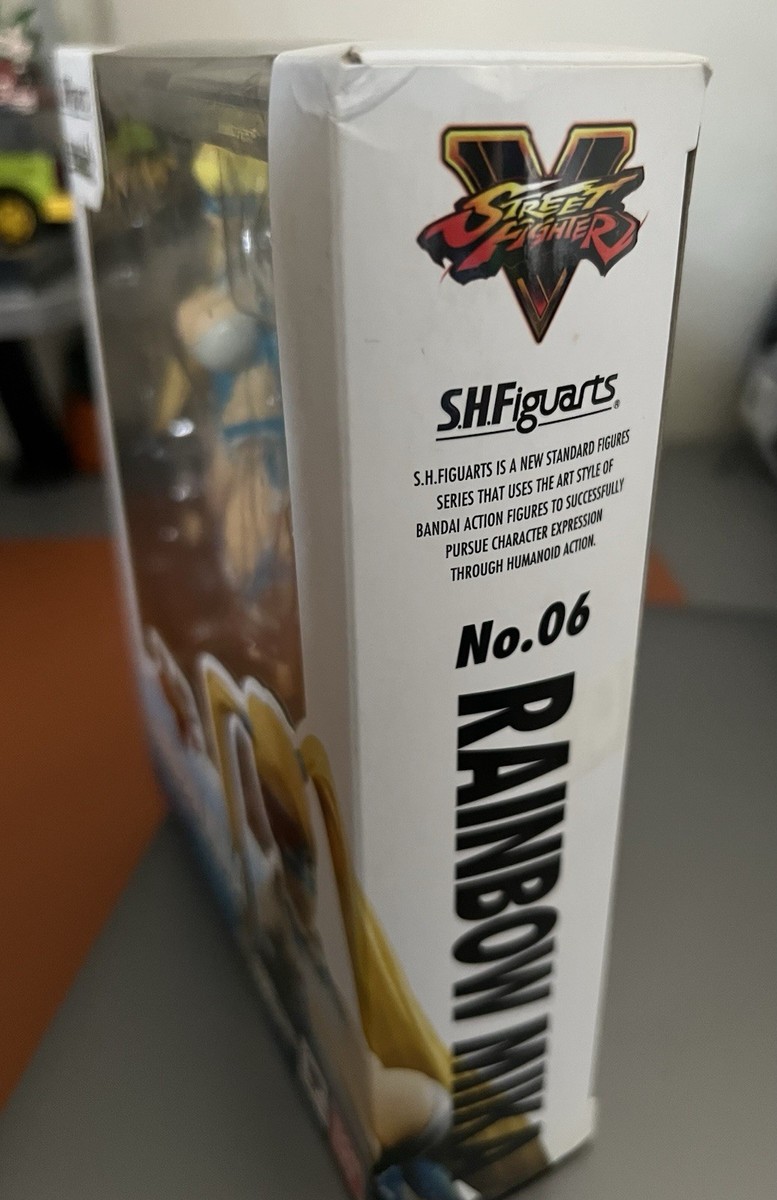 V
STREET
FIGHTER
S.H.Figuarts®
S.H.FIGUARTS IS A NEW STANDARD FIGURES
SERIES THAT USES THE ART STYLE OF
BANDAI ACTION FIGURES TO SUCCESSFULLY
PURSUE CHARACTER EXPRESSION
THROUGH HUMANOID ACTION.
No.06
RAINBOW MIKA